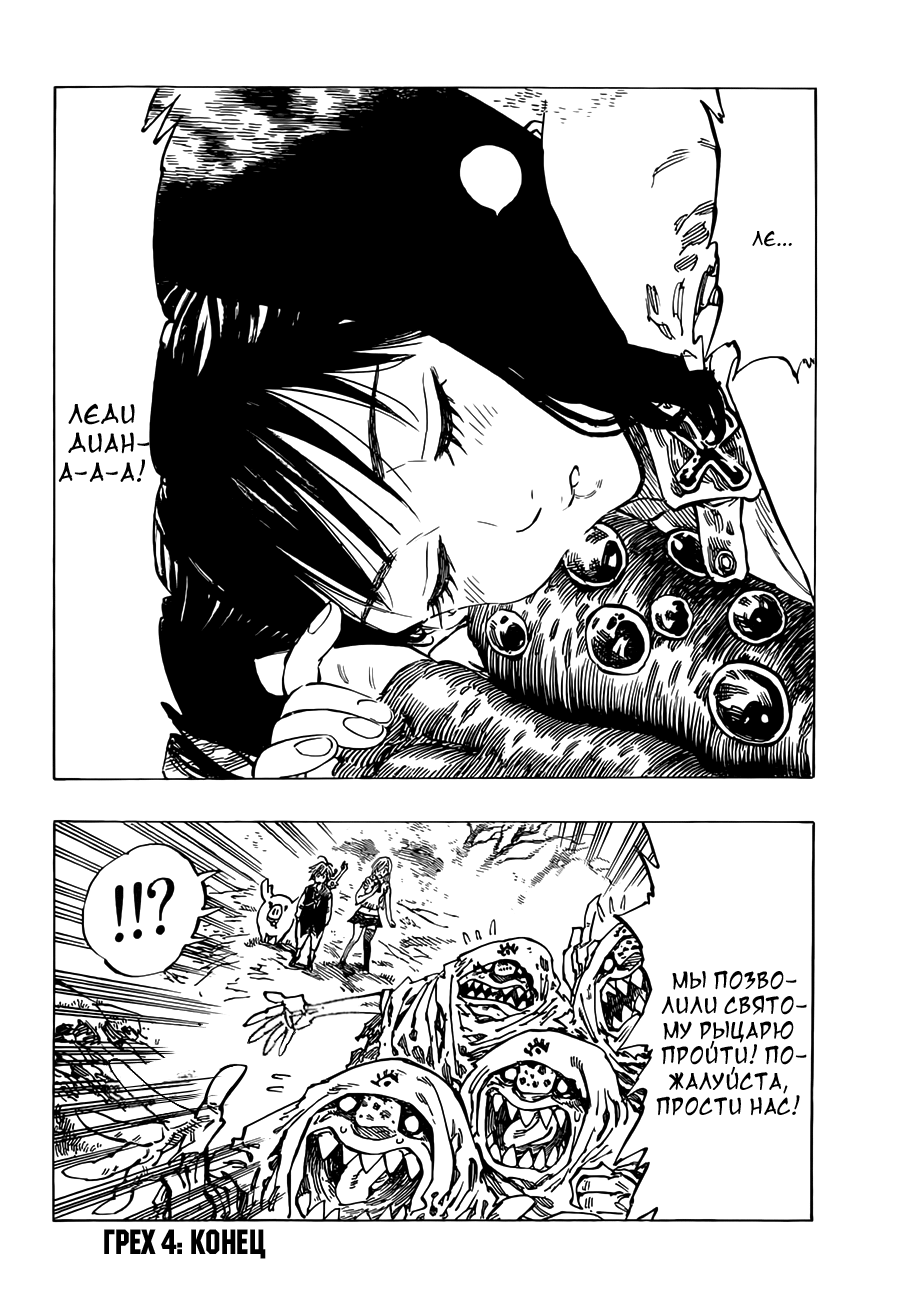 ЛЕ...
ЛЕДИ
ДИАН-
А-А-А!
!!?
МЫ ПОЗВО-
ЛИЛИ СВЯТО-
МУ РЫЦАРЮ
ПРОЙТИ! ПО-
ЖАЛУЙСТА,
ПРОСТИ НАС!
ГРЕХ 4: КОНЕЦ